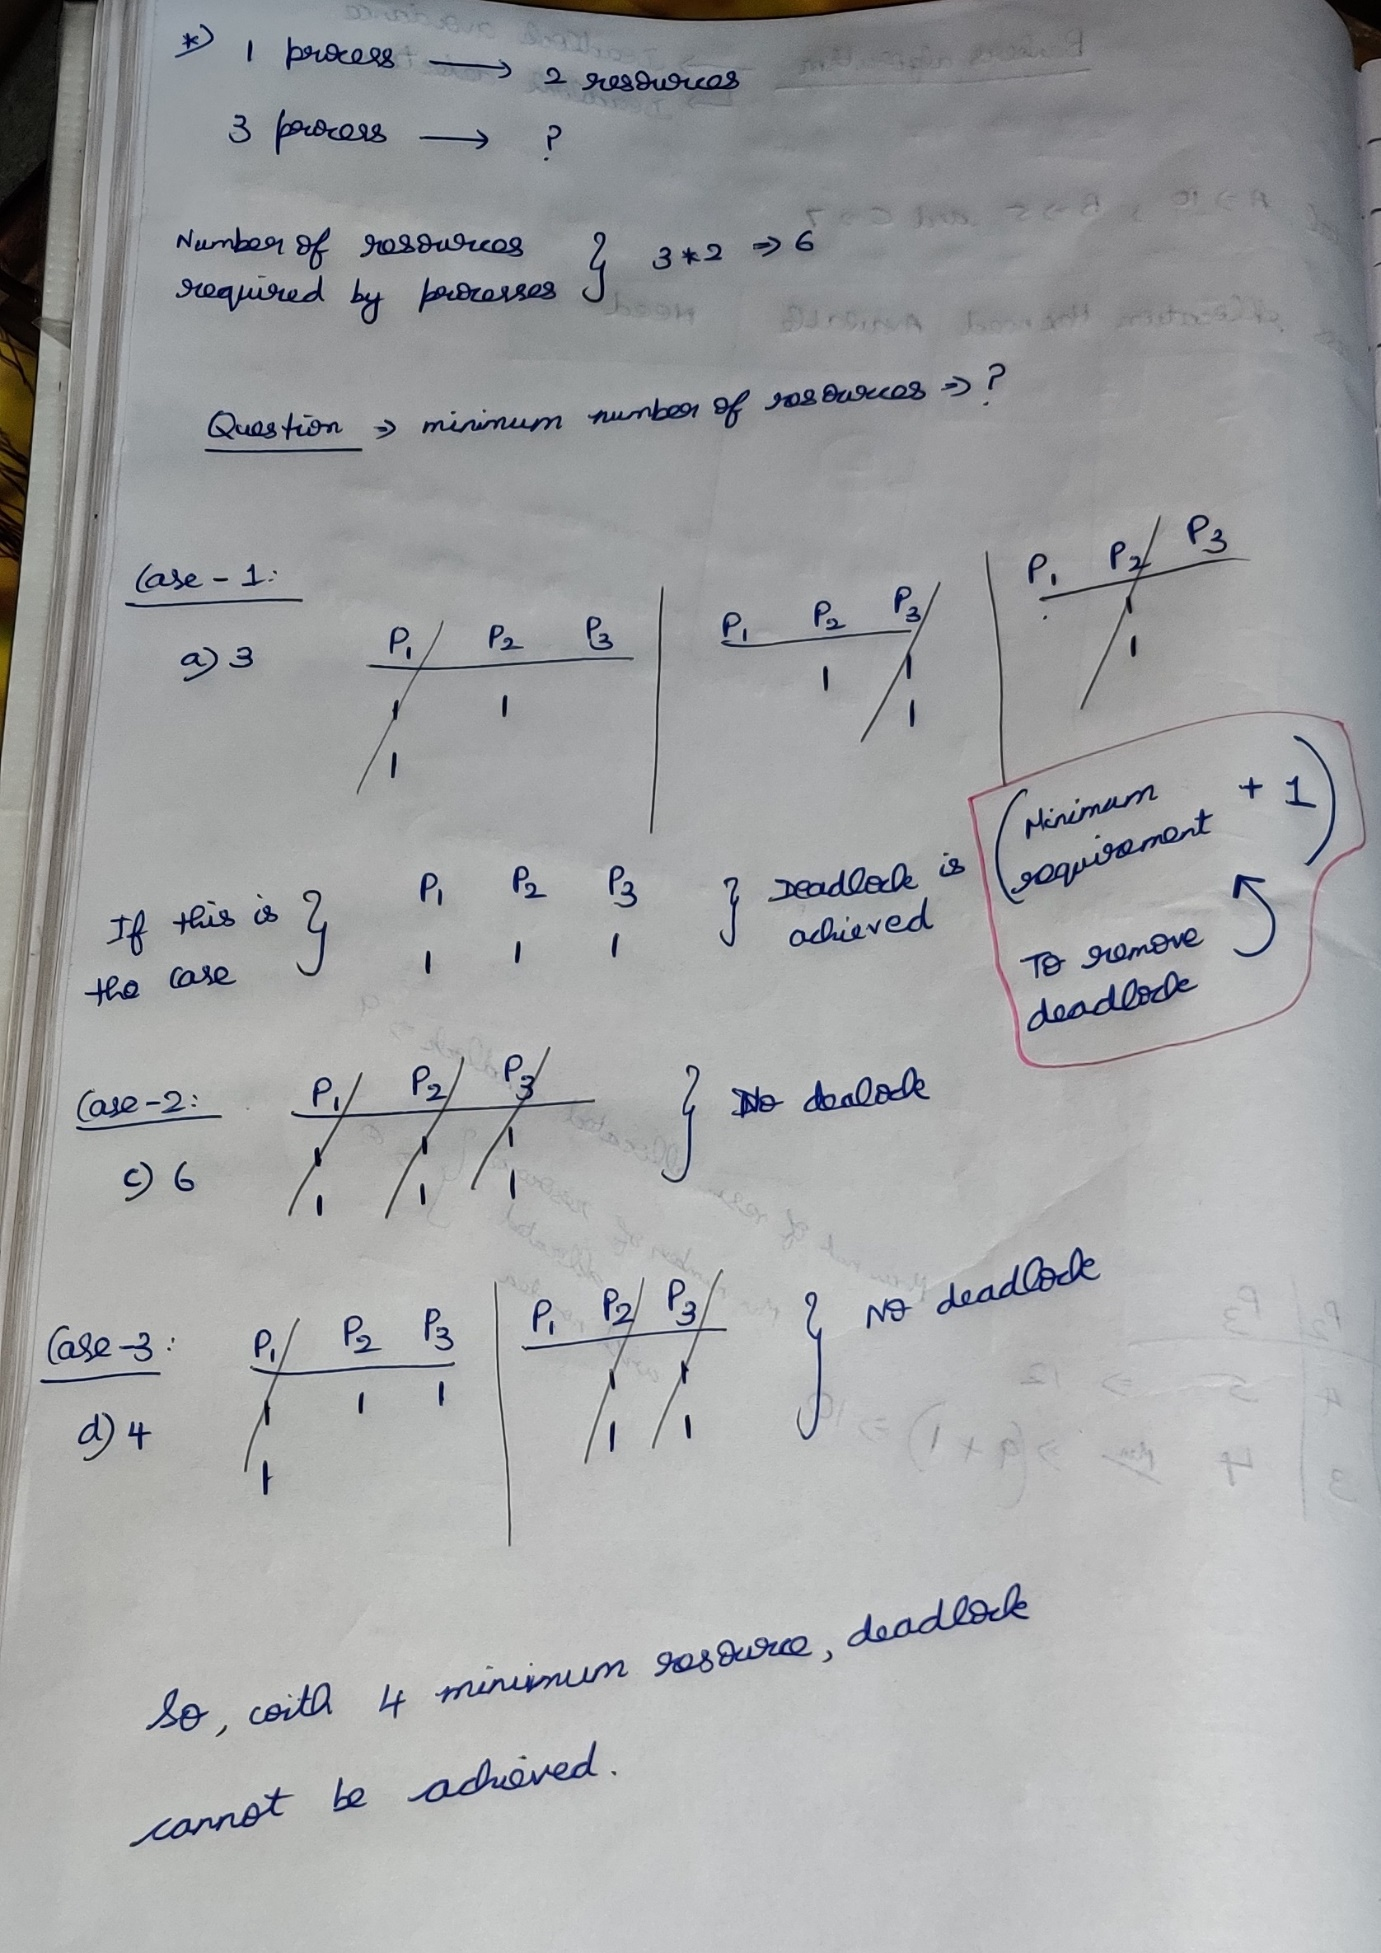 *) 1 process ⟶ 2 resources
3 process ⟶ ?
Number of resources
required by processes } 3*2 ⇒ 6
Question ⇒ minimum number of resources ⇒ ?
Case-1:
a) 3
P1 P2 P3
1 1
1
P1 P2 P3
1 1
1
P1 P2 P3
1
1
If this is
the case } P1 P2 P3
1 1 1
} Deadlock is
achieved
(Minimum
requirement + 1)
To remove
deadlock
Case-2:
c) 6
P1 P2 P3
1 1 1
1 1 1
} No dealock
Case-3:
d) 4
P1 P2 P3
1 1 1
1
P1 P2 P3
1 1
1 1
} No deadlock
So, with 4 minimum resource, deadlock
cannot be achieved.